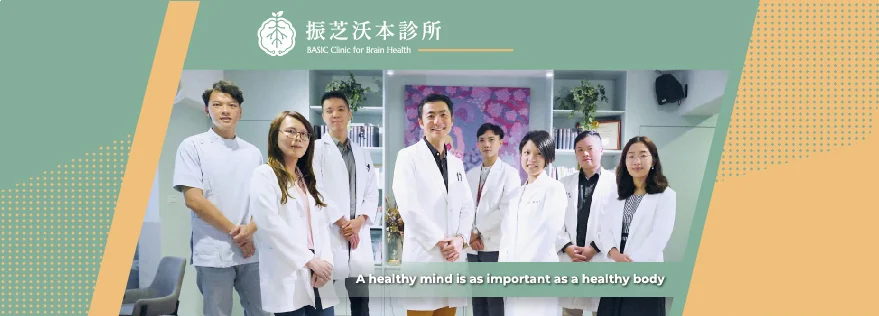 振芝沃本診所
BASIC Clinic for Brain Health
A healthy mind is as important as a healthy body